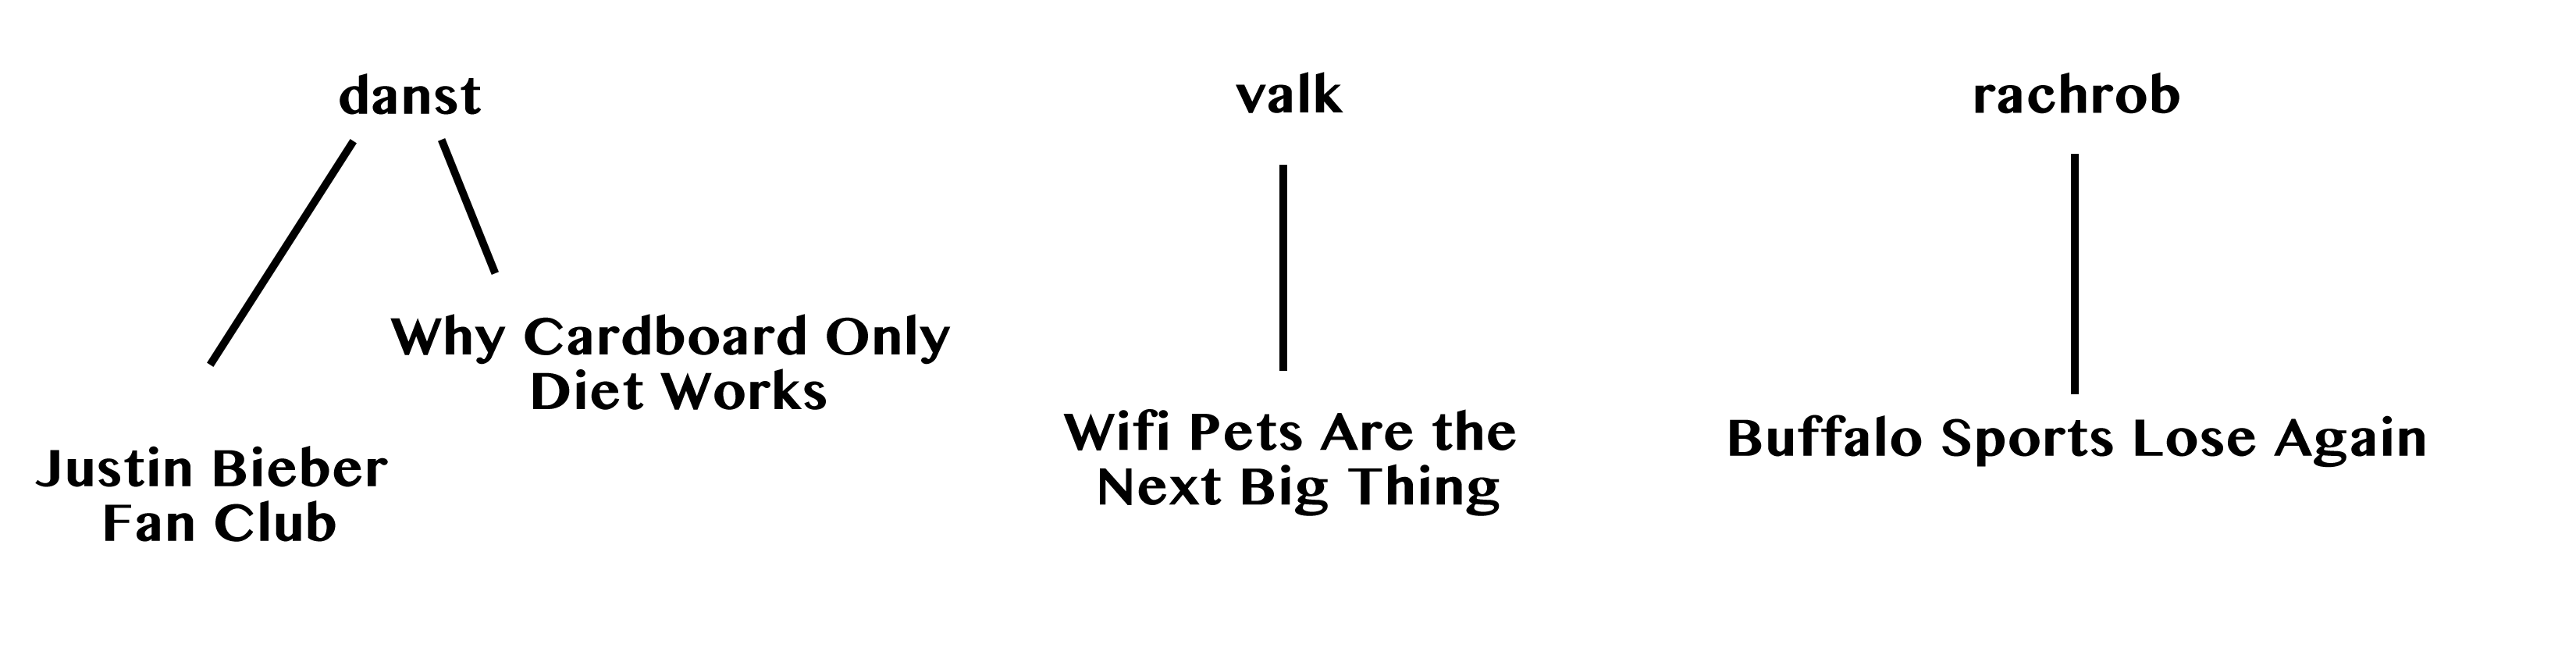 danst
valk
rachrob
Why Cardboard Only
Diet Works
Justin Bieber
Fan Club
Wifi Pets Are the
Next Big Thing
Buffalo Sports Lose Again